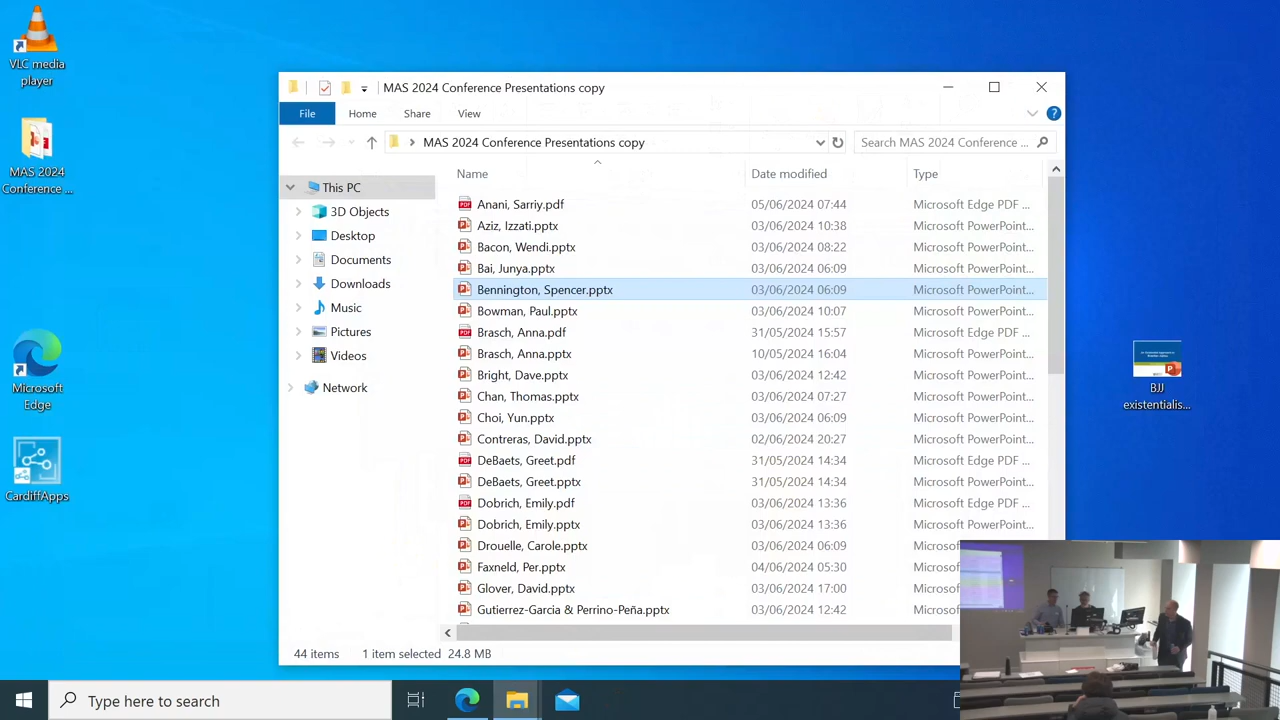 VLC media
player
MAS 2024
Conference ...
Microsoft
Edge
CardiffApps
MAS 2024 Conference Presentations copy
File
Home
Share
View
MAS 2024 Conference Presentations copy
Search MAS 2024 Conference ...
This PC
3D Objects
Desktop
Documents
Downloads
Music
Pictures
Videos
Network
Name Date modified Type
Anani, Sarriy.pdf 05/06/2024 07:44 Microsoft Edge PDF ...
Aziz, Izzati.pptx 03/06/2024 10:38 Microsoft PowerPoint...
Bacon, Wendi.pptx 03/06/2024 08:22 Microsoft PowerPoint...
Bai, Junya.pptx 03/06/2024 06:09 Microsoft PowerPoint...
Bennington, Spencer.pptx 03/06/2024 06:09 Microsoft PowerPoint...
Bowman, Paul.pptx 03/06/2024 10:07 Microsoft PowerPoint...
Brasch, Anna.pdf 31/05/2024 15:57 Microsoft Edge PDF ...
Brasch, Anna.pptx 10/05/2024 16:04 Microsoft PowerPoint...
Bright, Dave.pptx 03/06/2024 12:42 Microsoft PowerPoint...
Chan, Thomas.pptx 03/06/2024 07:27 Microsoft PowerPoint...
Choi, Yun.pptx 03/06/2024 06:09 Microsoft PowerPoint...
Contreras, David.pptx 02/06/2024 20:27 Microsoft PowerPoint...
DeBaets, Greet.pdf 31/05/2024 14:34 Microsoft Edge PDF ...
DeBaets, Greet.pptx 31/05/2024 14:34 Microsoft PowerPoint...
Dobrich, Emily.pdf 03/06/2024 13:36 Microsoft Edge PDF ...
Dobrich, Emily.pptx 03/06/2024 13:36 Microsoft PowerPoint...
Drouelle, Carole.pptx 03/06/2024 06:09 Microsof
Faxneld, Per.pptx 04/06/2024 05:30 Microsof
Glover, David.pptx 03/06/2024 17:00 Microsof
Gutierrez-Garcia & Perrino-Peña.pptx 03/06/2024 12:42 Microsof
44 items 1 item selected 24.8 MB
BJJ
existentialis...
Type here to search